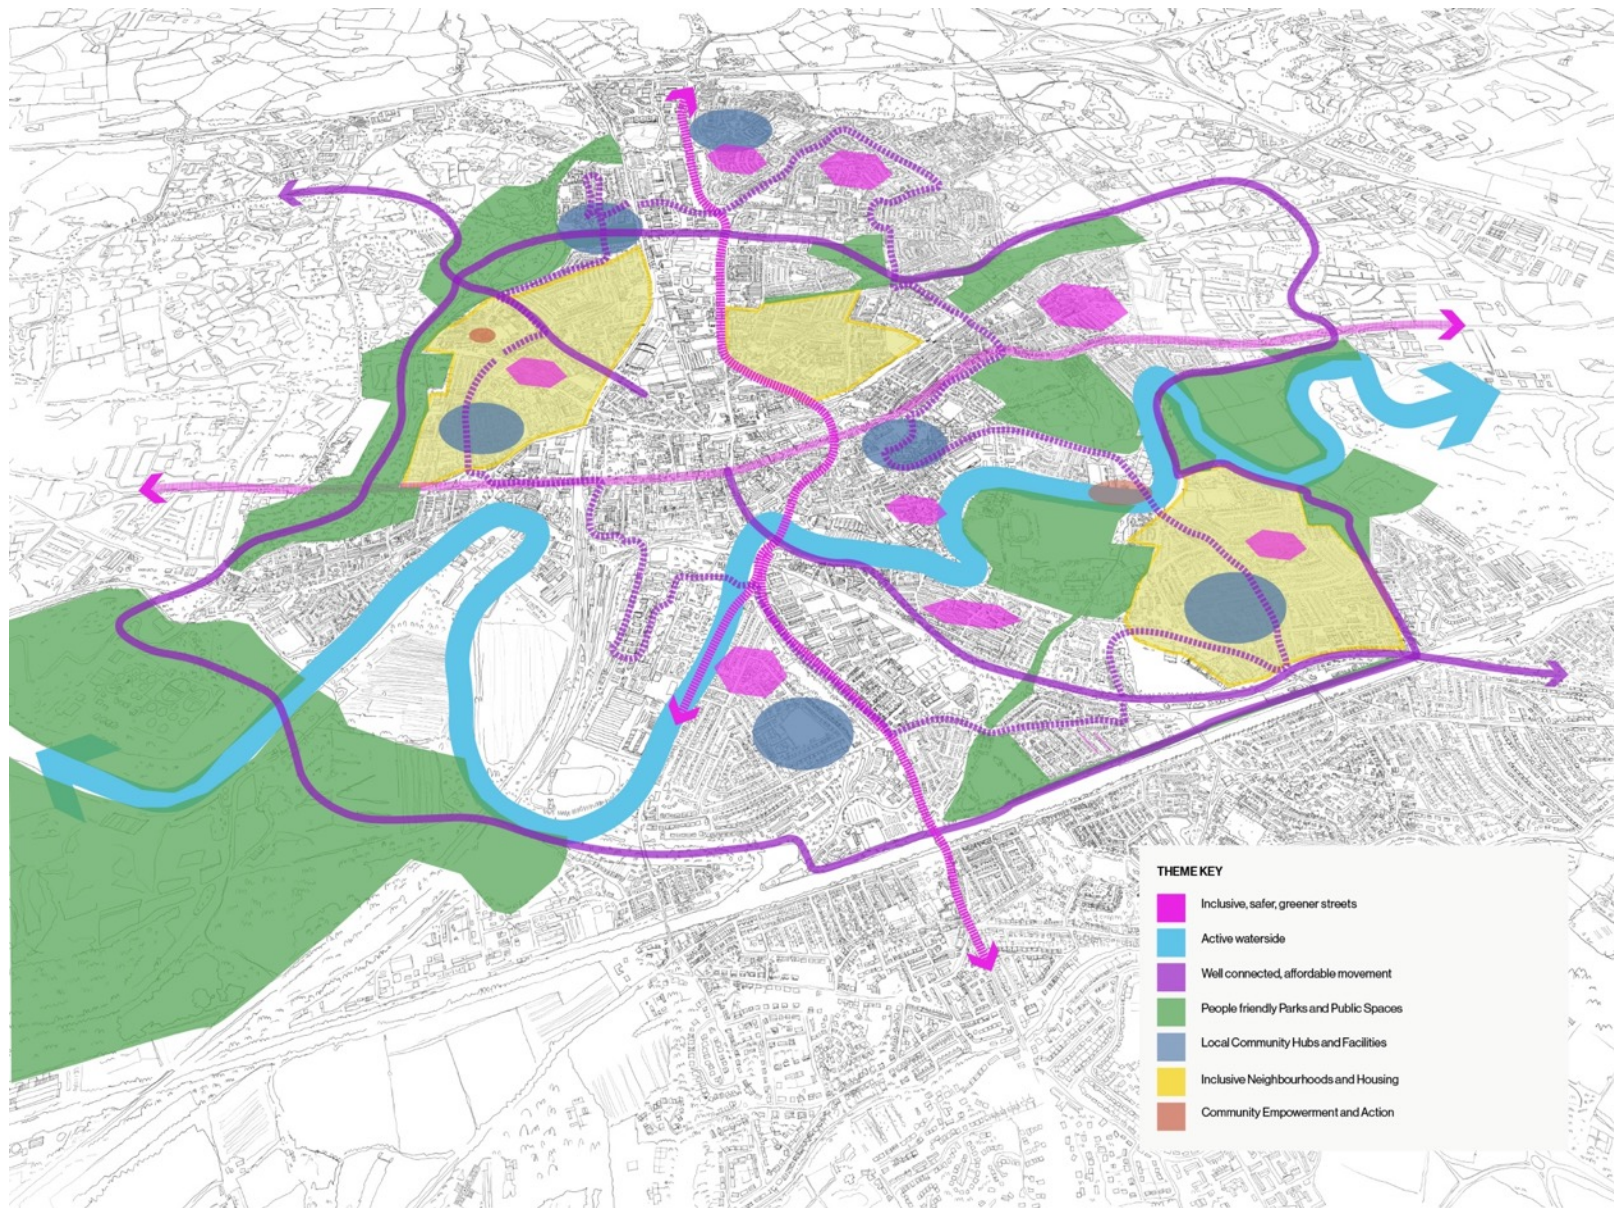 THEME KEY
Inclusive, safer, greener streets
Active waterside
Well connected, affordable movement
People friendly Parks and Public Spaces
Local Community Hubs and Facilities
Inclusive Neighbourhoods and Housing
Community Empowerment and Action